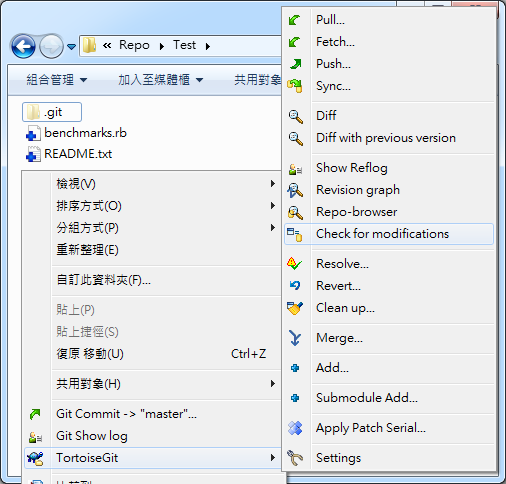 « Repo Test
組合管理
加入至媒體櫃
共用對象
.git
benchmarks.rb
README.txt
檢視(V)
排序方式(O)
分組方式(P)
重新整理(E)
自訂此資料夾(F)...
貼上(P)
貼上捷徑(S)
復原 移動(U) Ctrl+Z
共用對象(H)
Git Commit -> "master"...
Git Show log
TortoiseGit
Pull...
Fetch...
Push...
Sync...
Diff
Diff with previous version
Show Reflog
Revision graph
Repo-browser
Check for modifications
Resolve...
Revert...
Clean up...
Merge...
Add...
Submodule Add...
Apply Patch Serial...
Settings